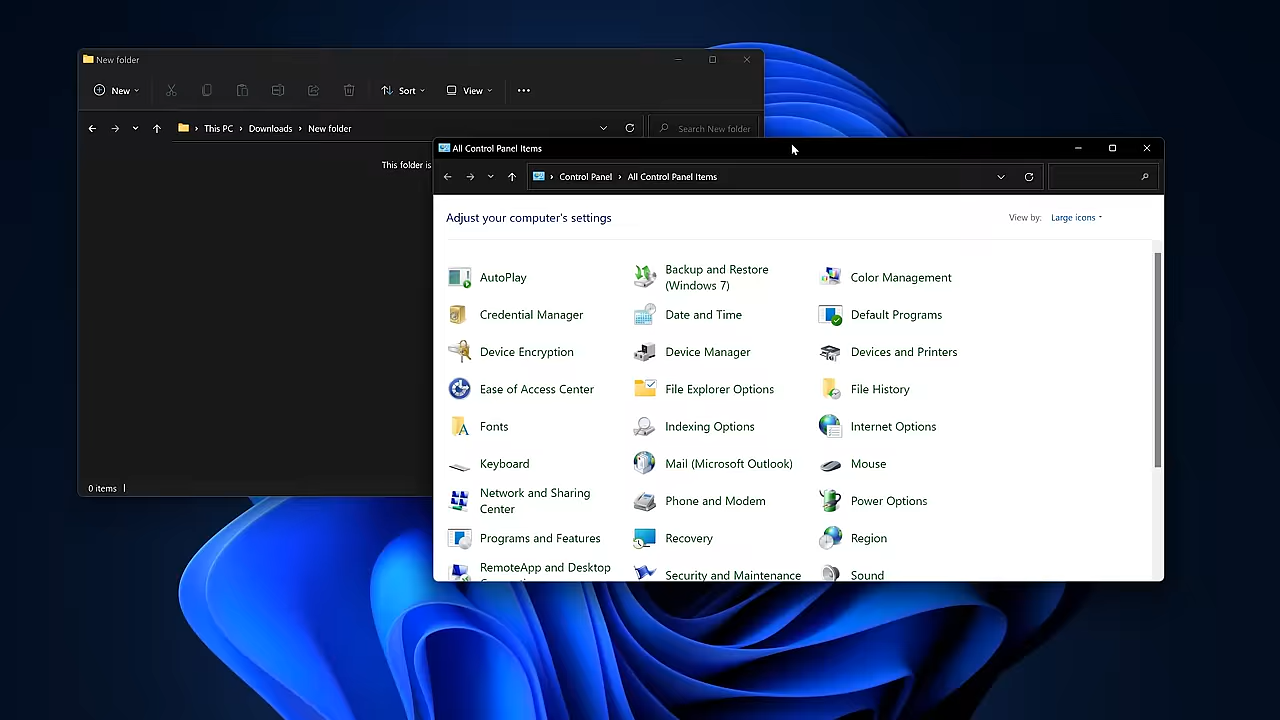 New folder
New
Sort
View
This PC
Downloads
New folder
Search New folder
This folder is
0 items
All Control Panel Items
Control Panel
All Control Panel Items
Adjust your computer's settings
View by:
Large icons
AutoPlay
Backup and Restore
(Windows 7)
Color Management
Credential Manager
Date and Time
Default Programs
Device Encryption
Device Manager
Devices and Printers
Ease of Access Center
File Explorer Options
File History
Fonts
Indexing Options
Internet Options
Keyboard
Mail (Microsoft Outlook)
Mouse
Network and Sharing
Center
Phone and Modem
Power Options
Programs and Features
Recovery
Region
RemoteApp and Desktop
Security and Maintenance
Sound